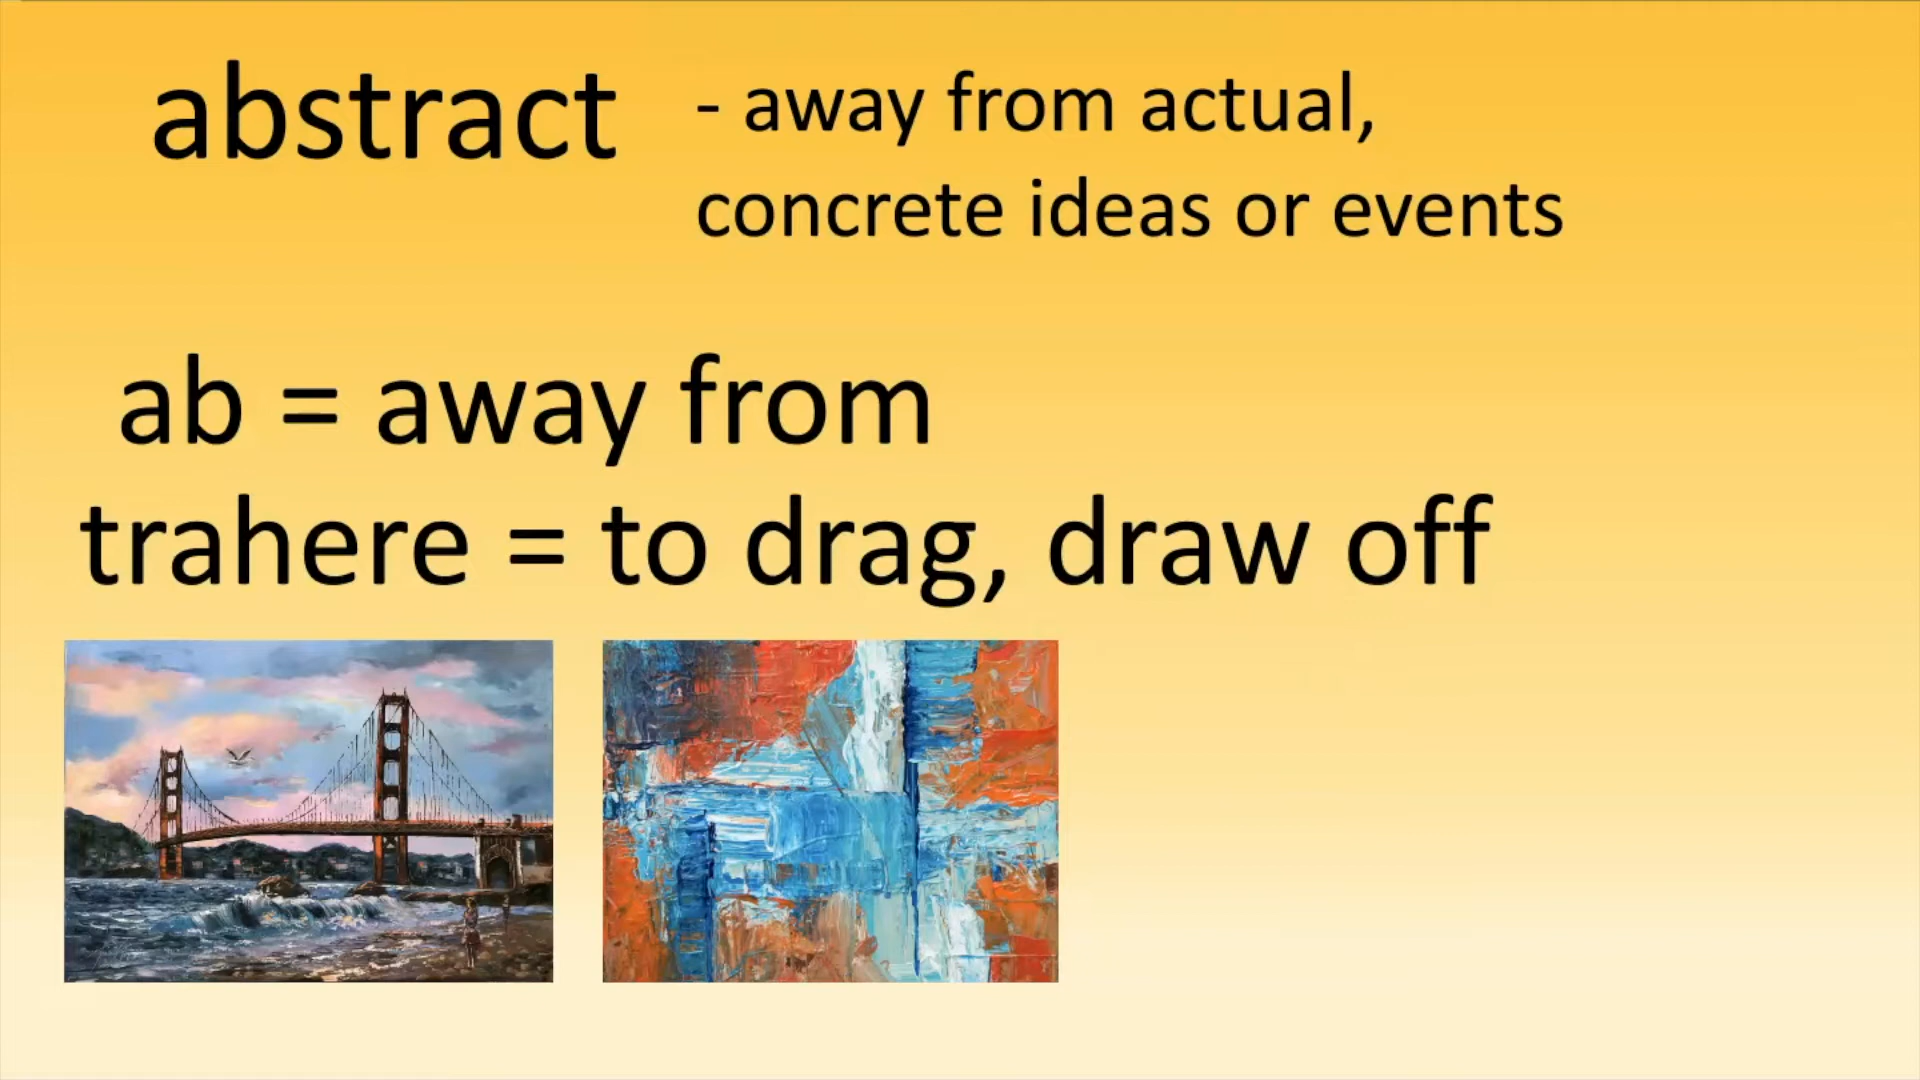 abstract - away from actual,
concrete ideas or events
ab = away from
trahere = to drag, draw off